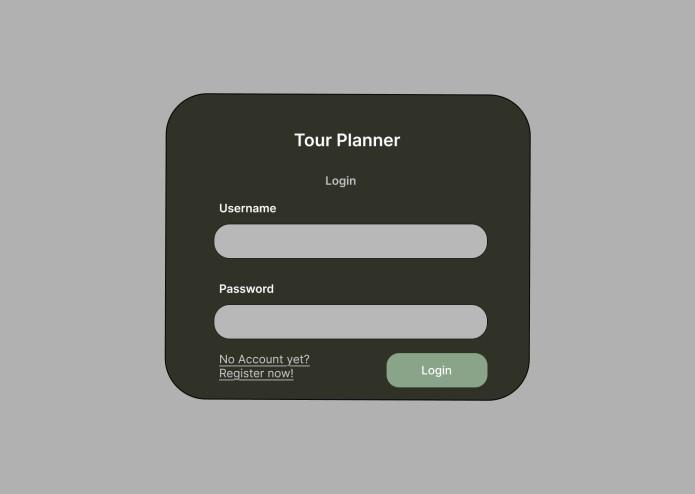 Tour Planner
Login
Username
Password
No Account yet?
Register now!
Login